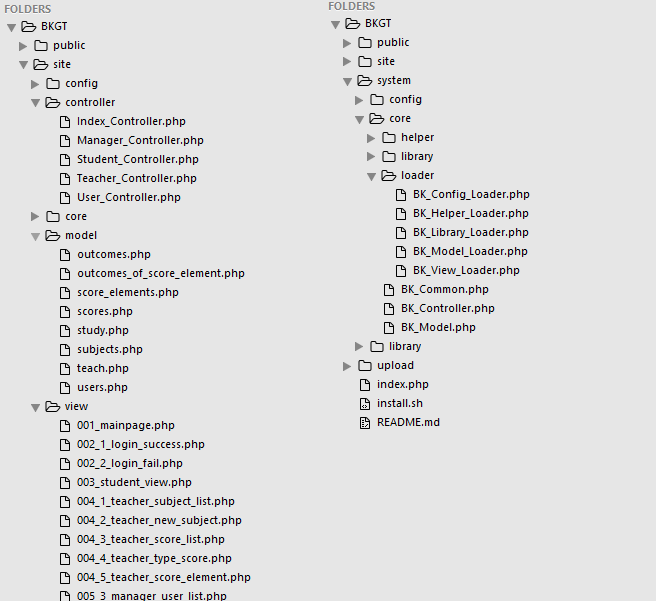 FOLDERS
BKGT
public
site
config
controller
Index_Controller.php
Manager_Controller.php
Student_Controller.php
Teacher_Controller.php
User_Controller.php
core
model
outcomes.php
outcomes_of_score_element.php
score_elements.php
scores.php
study.php
subjects.php
teach.php
users.php
view
001_mainpage.php
002_1_login_success.php
002_2_login_fail.php
003_student_view.php
004_1_teacher_subject_list.php
004_2_teacher_new_subject.php
004_3_teacher_score_list.php
004_4_teacher_type_score.php
004_5_teacher_score_element.php
005_3_manager_user_list.php
FOLDERS
BKGT
public
site
system
config
core
helper
library
loader
BK_Config_Loader.php
BK_Helper_Loader.php
BK_Library_Loader.php
BK_Model_Loader.php
BK_View_Loader.php
BK_Common.php
BK_Controller.php
BK_Model.php
library
upload
index.php
install.sh
README.md